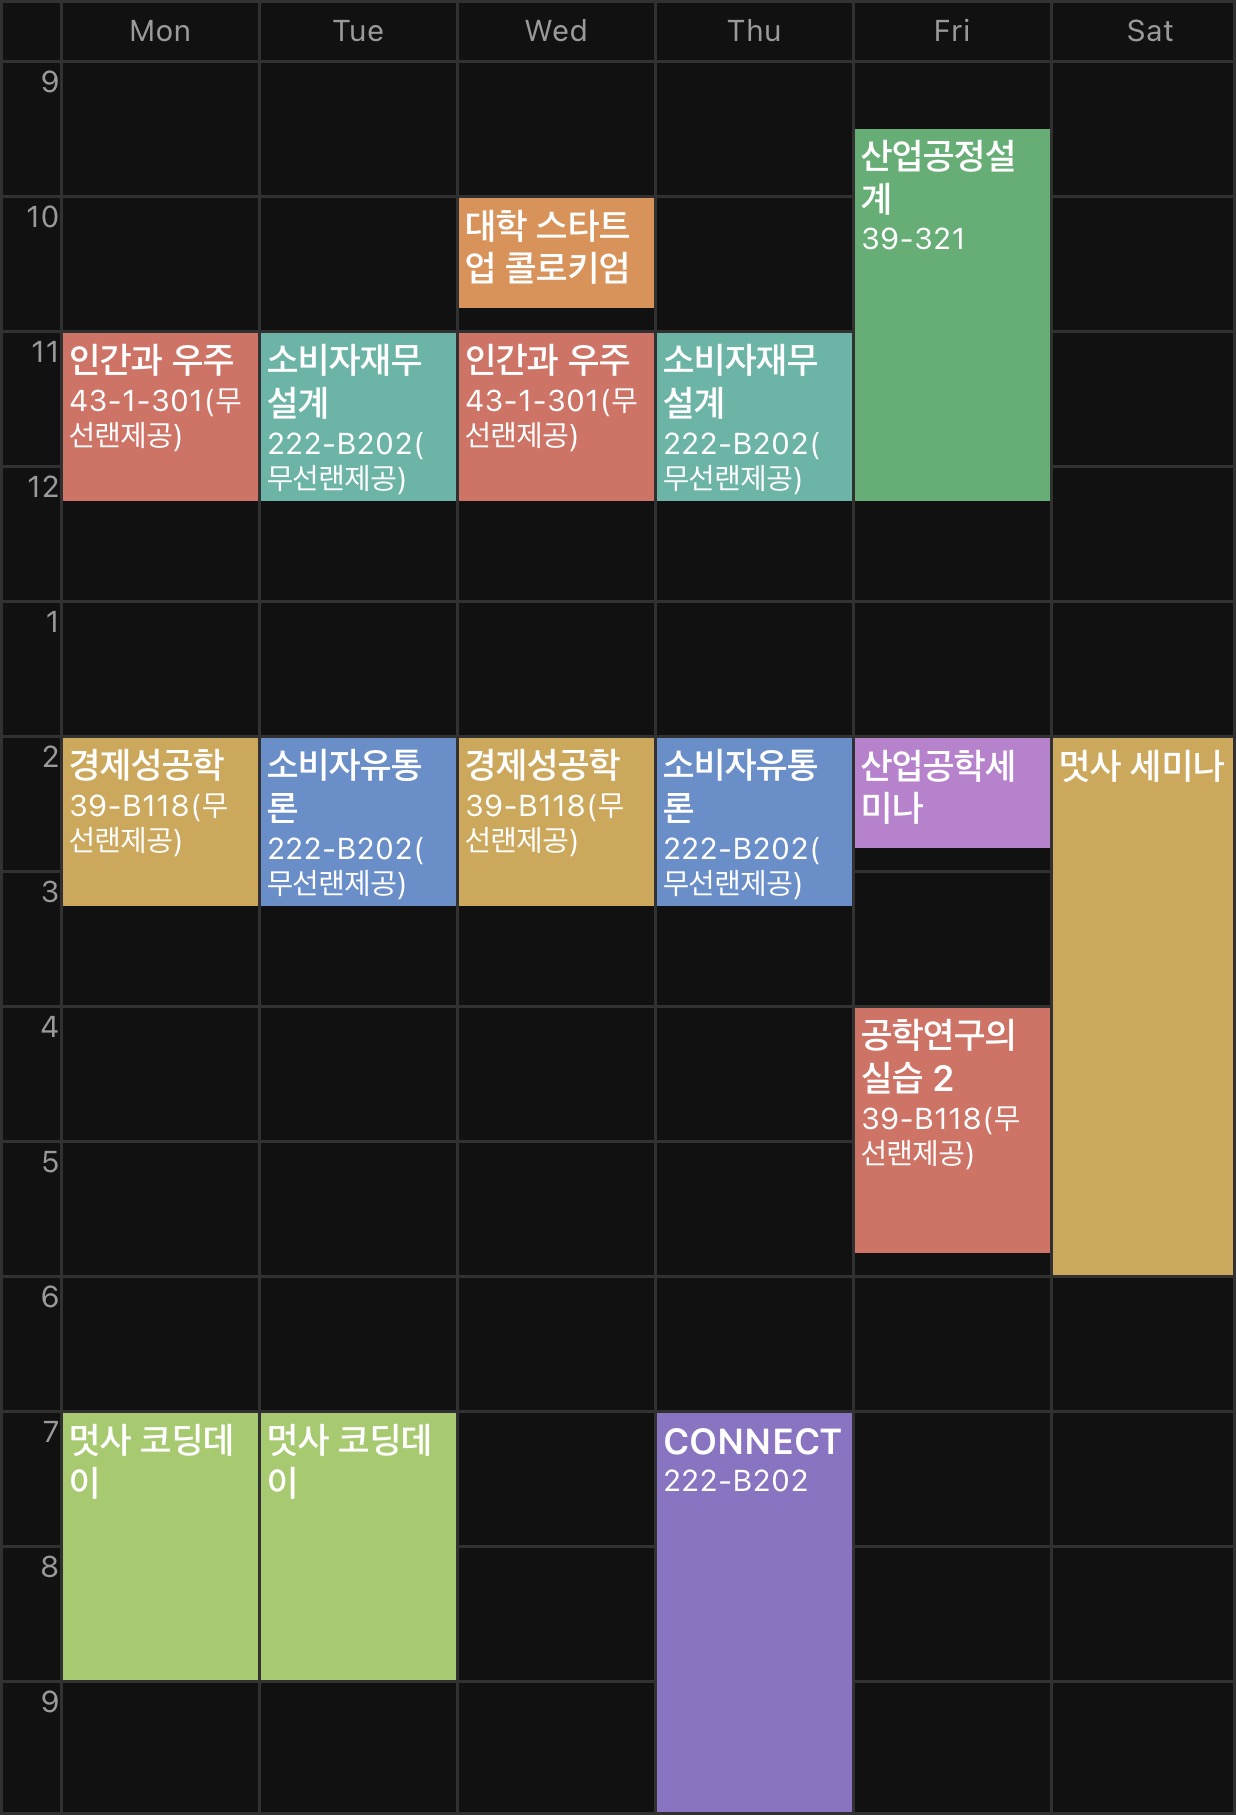 Mon Tue Wed Thu Fri Sat
9
산업공정설
계
39-321
10
대학 스타트
업 콜로키엄
11
인간과 우주
43-1-301(무
선랜제공)
소비자재무
설계
222-B202(
무선랜제공)
인간과 우주
43-1-301(무
선랜제공)
소비자재무
설계
222-B202(
무선랜제공)
12
1
2
경제성공학
39-B118(무
선랜제공)
소비자유통
론
222-B202(
무선랜제공)
경제성공학
39-B118(무
선랜제공)
소비자유통
론
222-B202(
무선랜제공)
산업공학세
미나
멋사 세미나
3
4
공학연구의
실습 2
39-B118(무
선랜제공)
5
6
7
멋사 코딩데
이
멋사 코딩데
이
CONNECT
222-B202
8
9